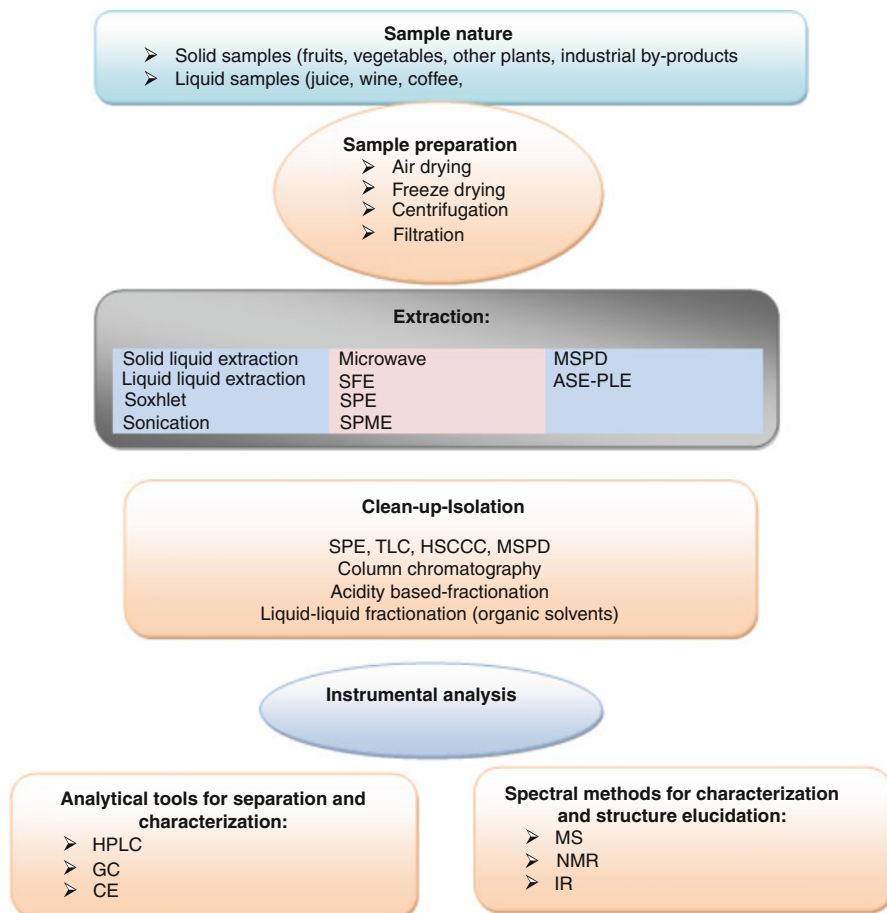 Sample nature
➢ Solid samples (fruits, vegetables, other plants, industrial by-products
➢ Liquid samples (juice, wine, coffee,
Sample preparation
➢ Air drying
➢ Freeze drying
➢ Centrifugation
➢ Filtration
Extraction:
Solid liquid extraction
Liquid liquid extraction
Soxhlet
Sonication
Microwave
SFE
SPE
SPME
MSPD
ASE-PLE
Clean-up-Isolation
SPE, TLC, HSCCC, MSPD
Column chromatography
Acidity based-fractionation
Liquid-liquid fractionation (organic solvents)
Instrumental analysis
Analytical tools for separation and
characterization:
➢ HPLC
➢ GC
➢ CE
Spectral methods for characterization
and structure elucidation:
➢ MS
➢ NMR
➢ IR